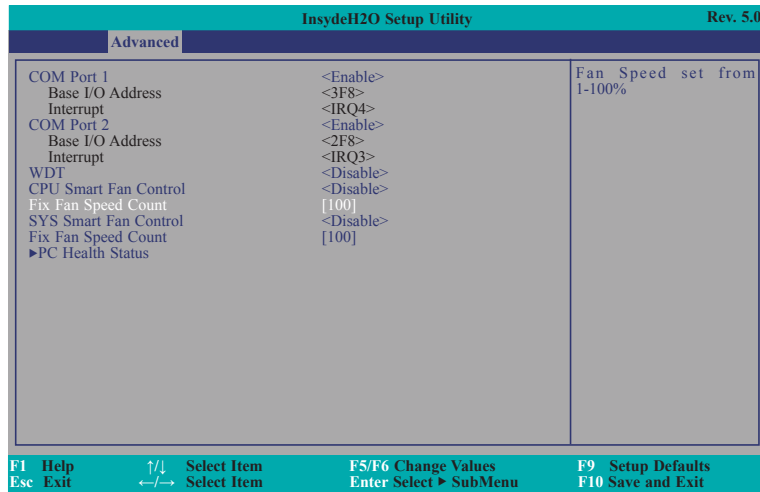 InsydeH2O Setup Utility Rev. 5.0
Advanced
COM Port 1 <Enable>
Base I/O Address <3F8>
Interrupt <IRQ4>
COM Port 2 <Enable>
Base I/O Address <2F8>
Interrupt <IRQ3>
WDT <Disable>
CPU Smart Fan Control <Disable>
Fix Fan Speed Count [100]
SYS Smart Fan Control <Disable>
Fix Fan Speed Count [100]
▶PC Health Status
Fan Speed set from
1-100%
F1 Help ↑/↓ Select Item F5/F6 Change Values F9 Setup Defaults
Esc Exit ←/→ Select Item Enter Select ▶ SubMenu F10 Save and Exit